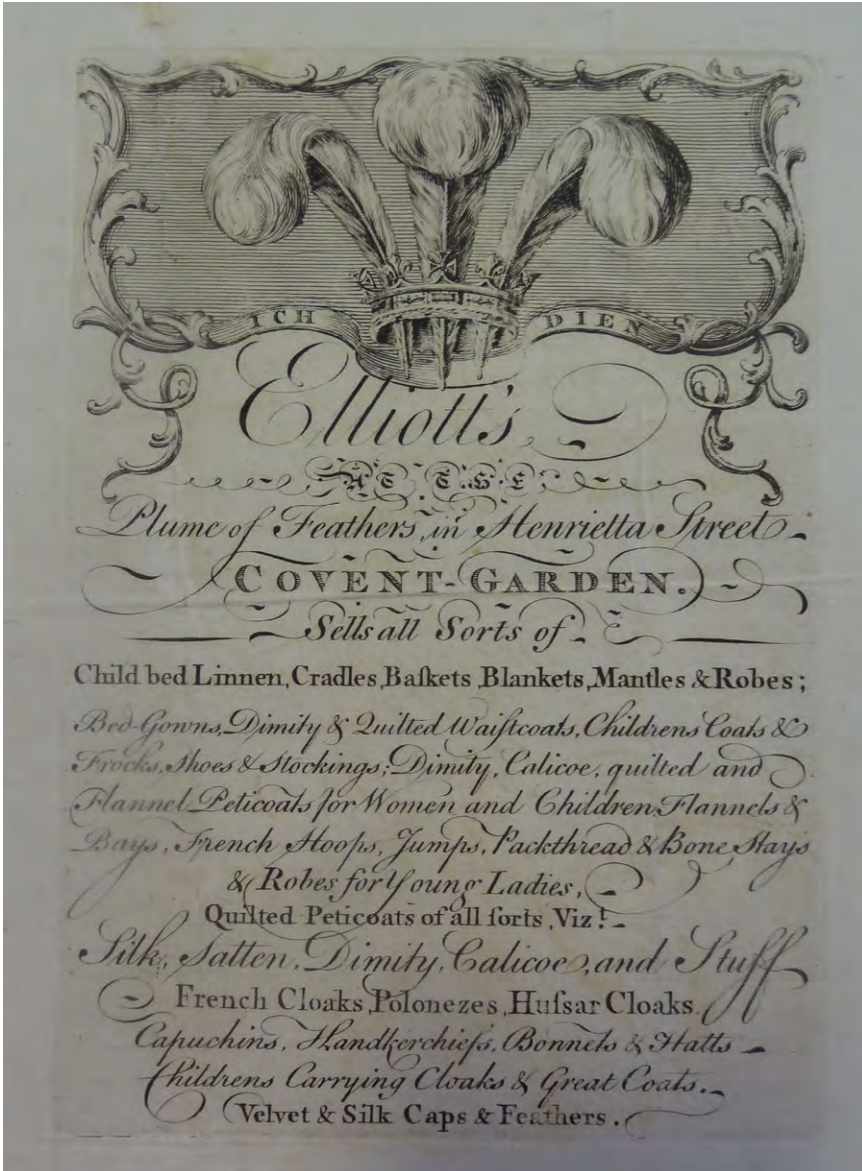 ICH DIEN
Elliott's
AT THE
Plume of Feathers, in Henrietta Street
COVENT-GARDEN.
Sells all Sorts of
Child bed Linnen, Cradles, Baſkets, Blankets, Mantles & Robes;
Bed-Gowns, Dimity & Quilted Waiſtcoats, Childrens Coats &
Frocks, Shoes & Stockings; Dimity, Calicoe, quilted and
Flannel Peticoats for Women and Children, Flannels &
Bays, French Hoops, Jumps, Packthread & Bone Stays
& Robes for Young Ladies,
Quilted Peticoats of all ſorts, Viz.t
Silk, Satten, Dimity, Calicoe, and Stuff
French Cloaks, Polonezes, Huſsar Cloaks.
Capuchins, Handkerchiefs, Bonnets & Hatts
Childrens Carrying Cloaks & Great Coats.
Velvet & Silk Caps & Feathers.